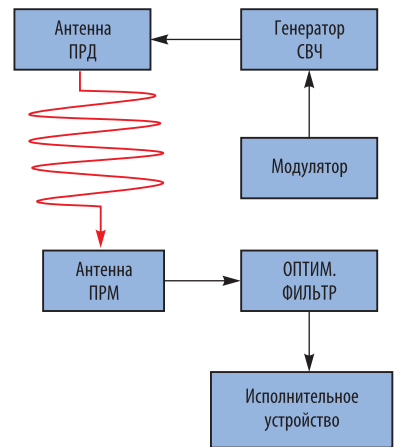 Антенна
ПРД
Генератор
СВЧ
Модулятор
Антенна
ПРМ
ОПТИМ.
ФИЛЬТР
Исполнительное
устройство